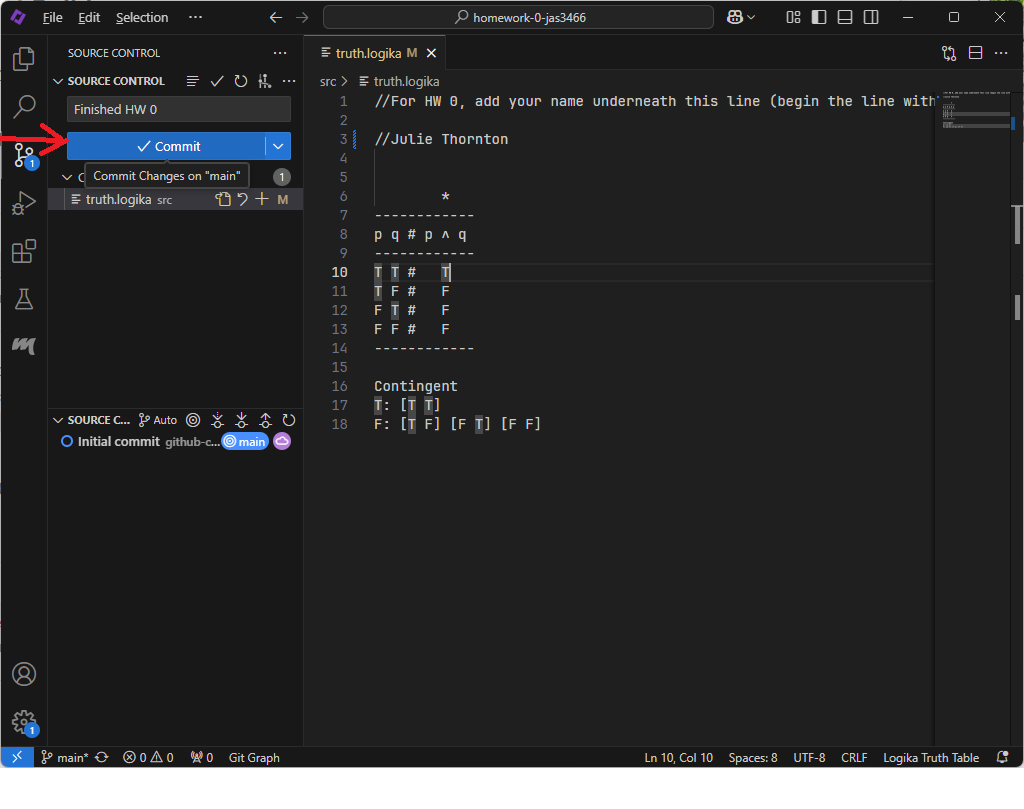 File Edit Selection ··· homework-0-jas3466
SOURCE CONTROL ···
SOURCE CONTROL ···
Finished HW 0
Commit
Commit Changes on "main"
C 1
truth.logika src M
SOURCE C... Auto
Initial commit github-c... main
truth.logika M
src > truth.logika
1 //For HW 0, add your name underneath this line (begin the line with
2
3 //Julie Thornton
4
5
6         *
7 ------------
8 p q # p ∧ q
9 ------------
10 T T #   T
11 T F #   F
12 F T #   F
13 F F #   F
14 ------------
15
16 Contingent
17 T: [T T]
18 F: [T F] [F T] [F F]
1
1
main* 0 0 0 Git Graph Ln 10, Col 10 Spaces: 8 UTF-8 CRLF Logika Truth Table